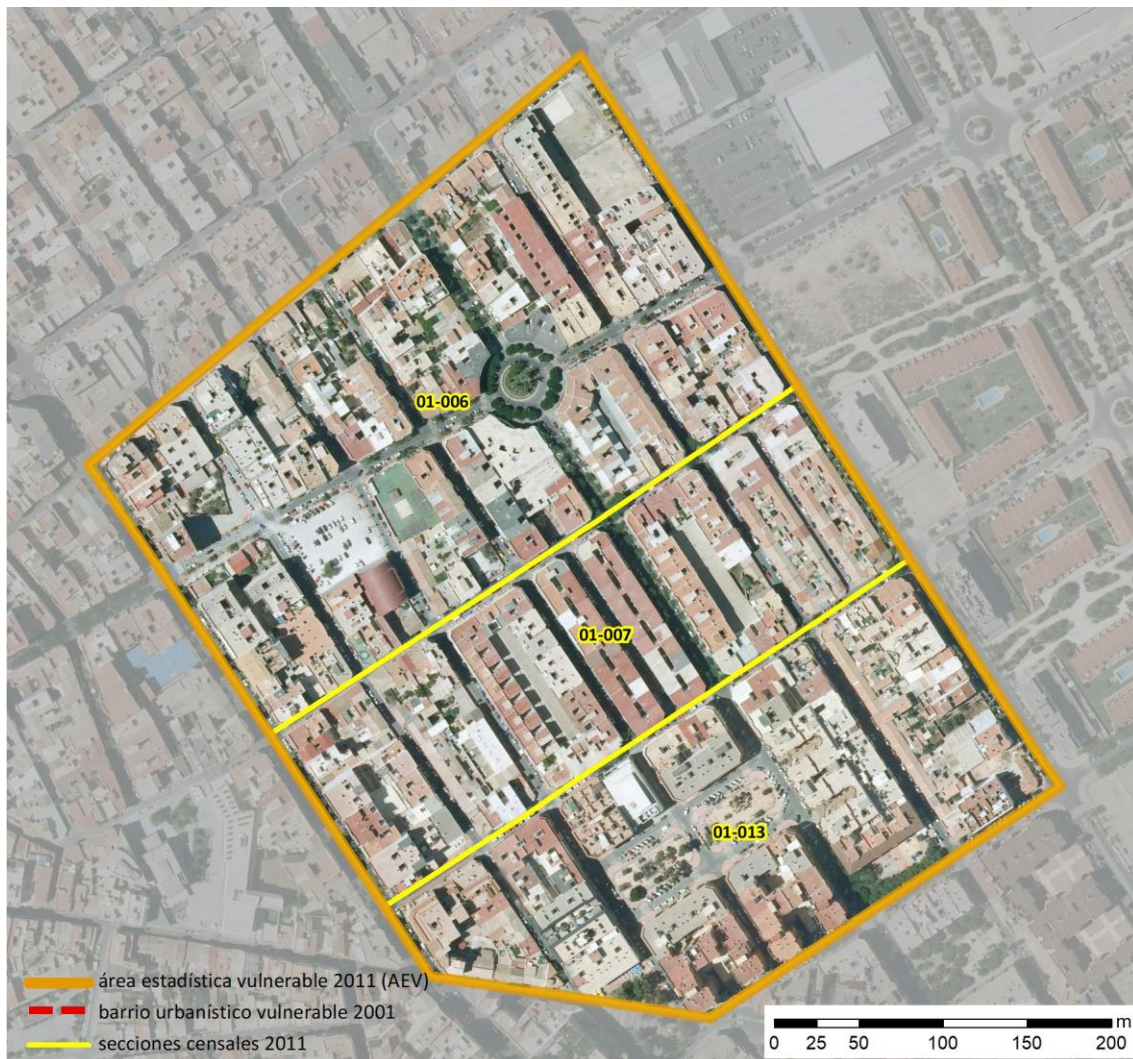 01-006
01-007
01-013
área estadística vulnerable 2011 (AEV)
barrio urbanístico vulnerable 2001
secciones censales 2011
m
0 25 50 100 150 200